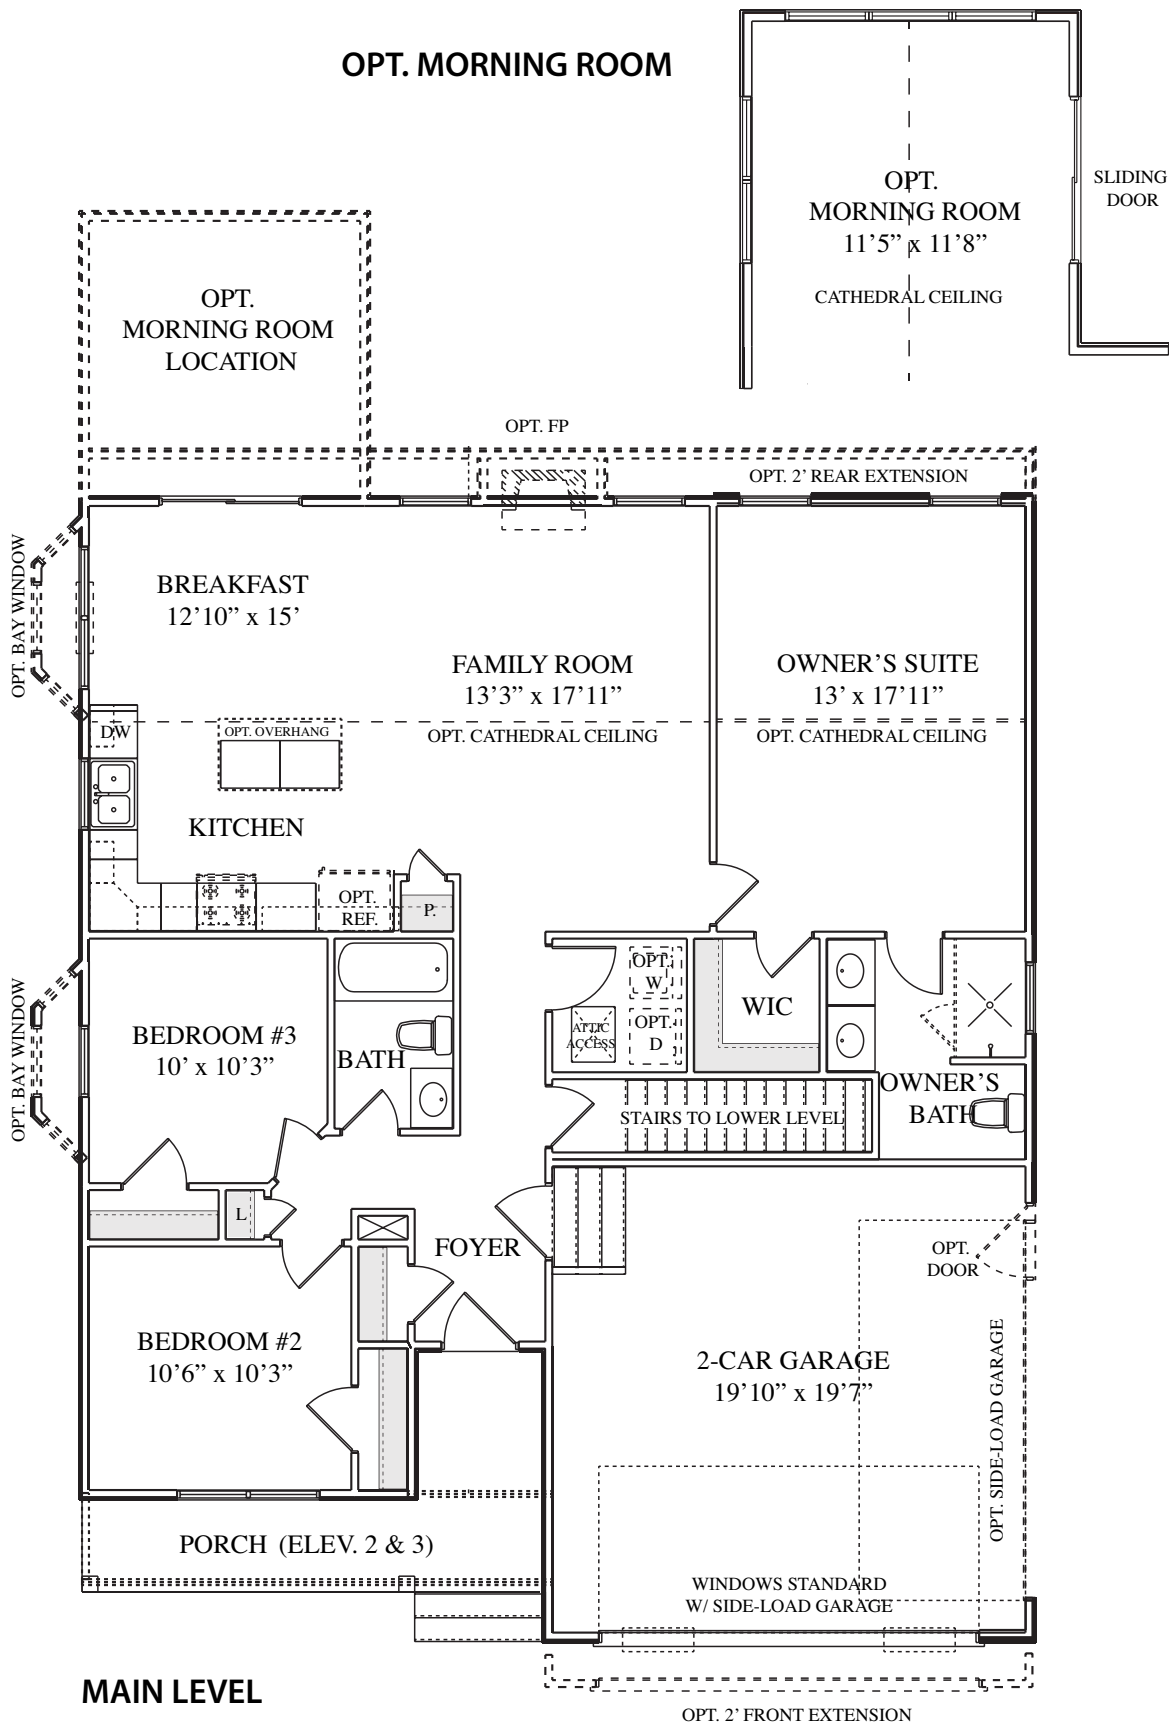 OPT. MORNING ROOM
OPT.
MORNING ROOM
11’5” x 11’8”
CATHEDRAL CEILING
SLIDING
DOOR
OPT.
MORNING ROOM
LOCATION
OPT. FP
OPT. 2’ REAR EXTENSION
OPT. BAY WINDOW
BREAKFAST
12’10” x 15’
FAMILY ROOM
13’3” x 17’11”
OPT. CATHEDRAL CEILING
OWNER’S SUITE
13’ x 17’11”
OPT. CATHEDRAL CEILING
DW
OPT. OVERHANG
KITCHEN
OPT.
REF.
P.
OPT. BAY WINDOW
BEDROOM #3
10’ x 10’3”
BATH
OPT.
W
OPT.
D
ATTIC
ACCESS
WIC
OWNER’S
BATH
STAIRS TO LOWER LEVEL
L
FOYER
OPT.
DOOR
BEDROOM #2
10’6” x 10’3”
2-CAR GARAGE
19’10” x 19’7”
OPT. SIDE-LOAD GARAGE
PORCH (ELEV. 2 & 3)
WINDOWS STANDARD
W/ SIDE-LOAD GARAGE
MAIN LEVEL
OPT. 2’ FRONT EXTENSION